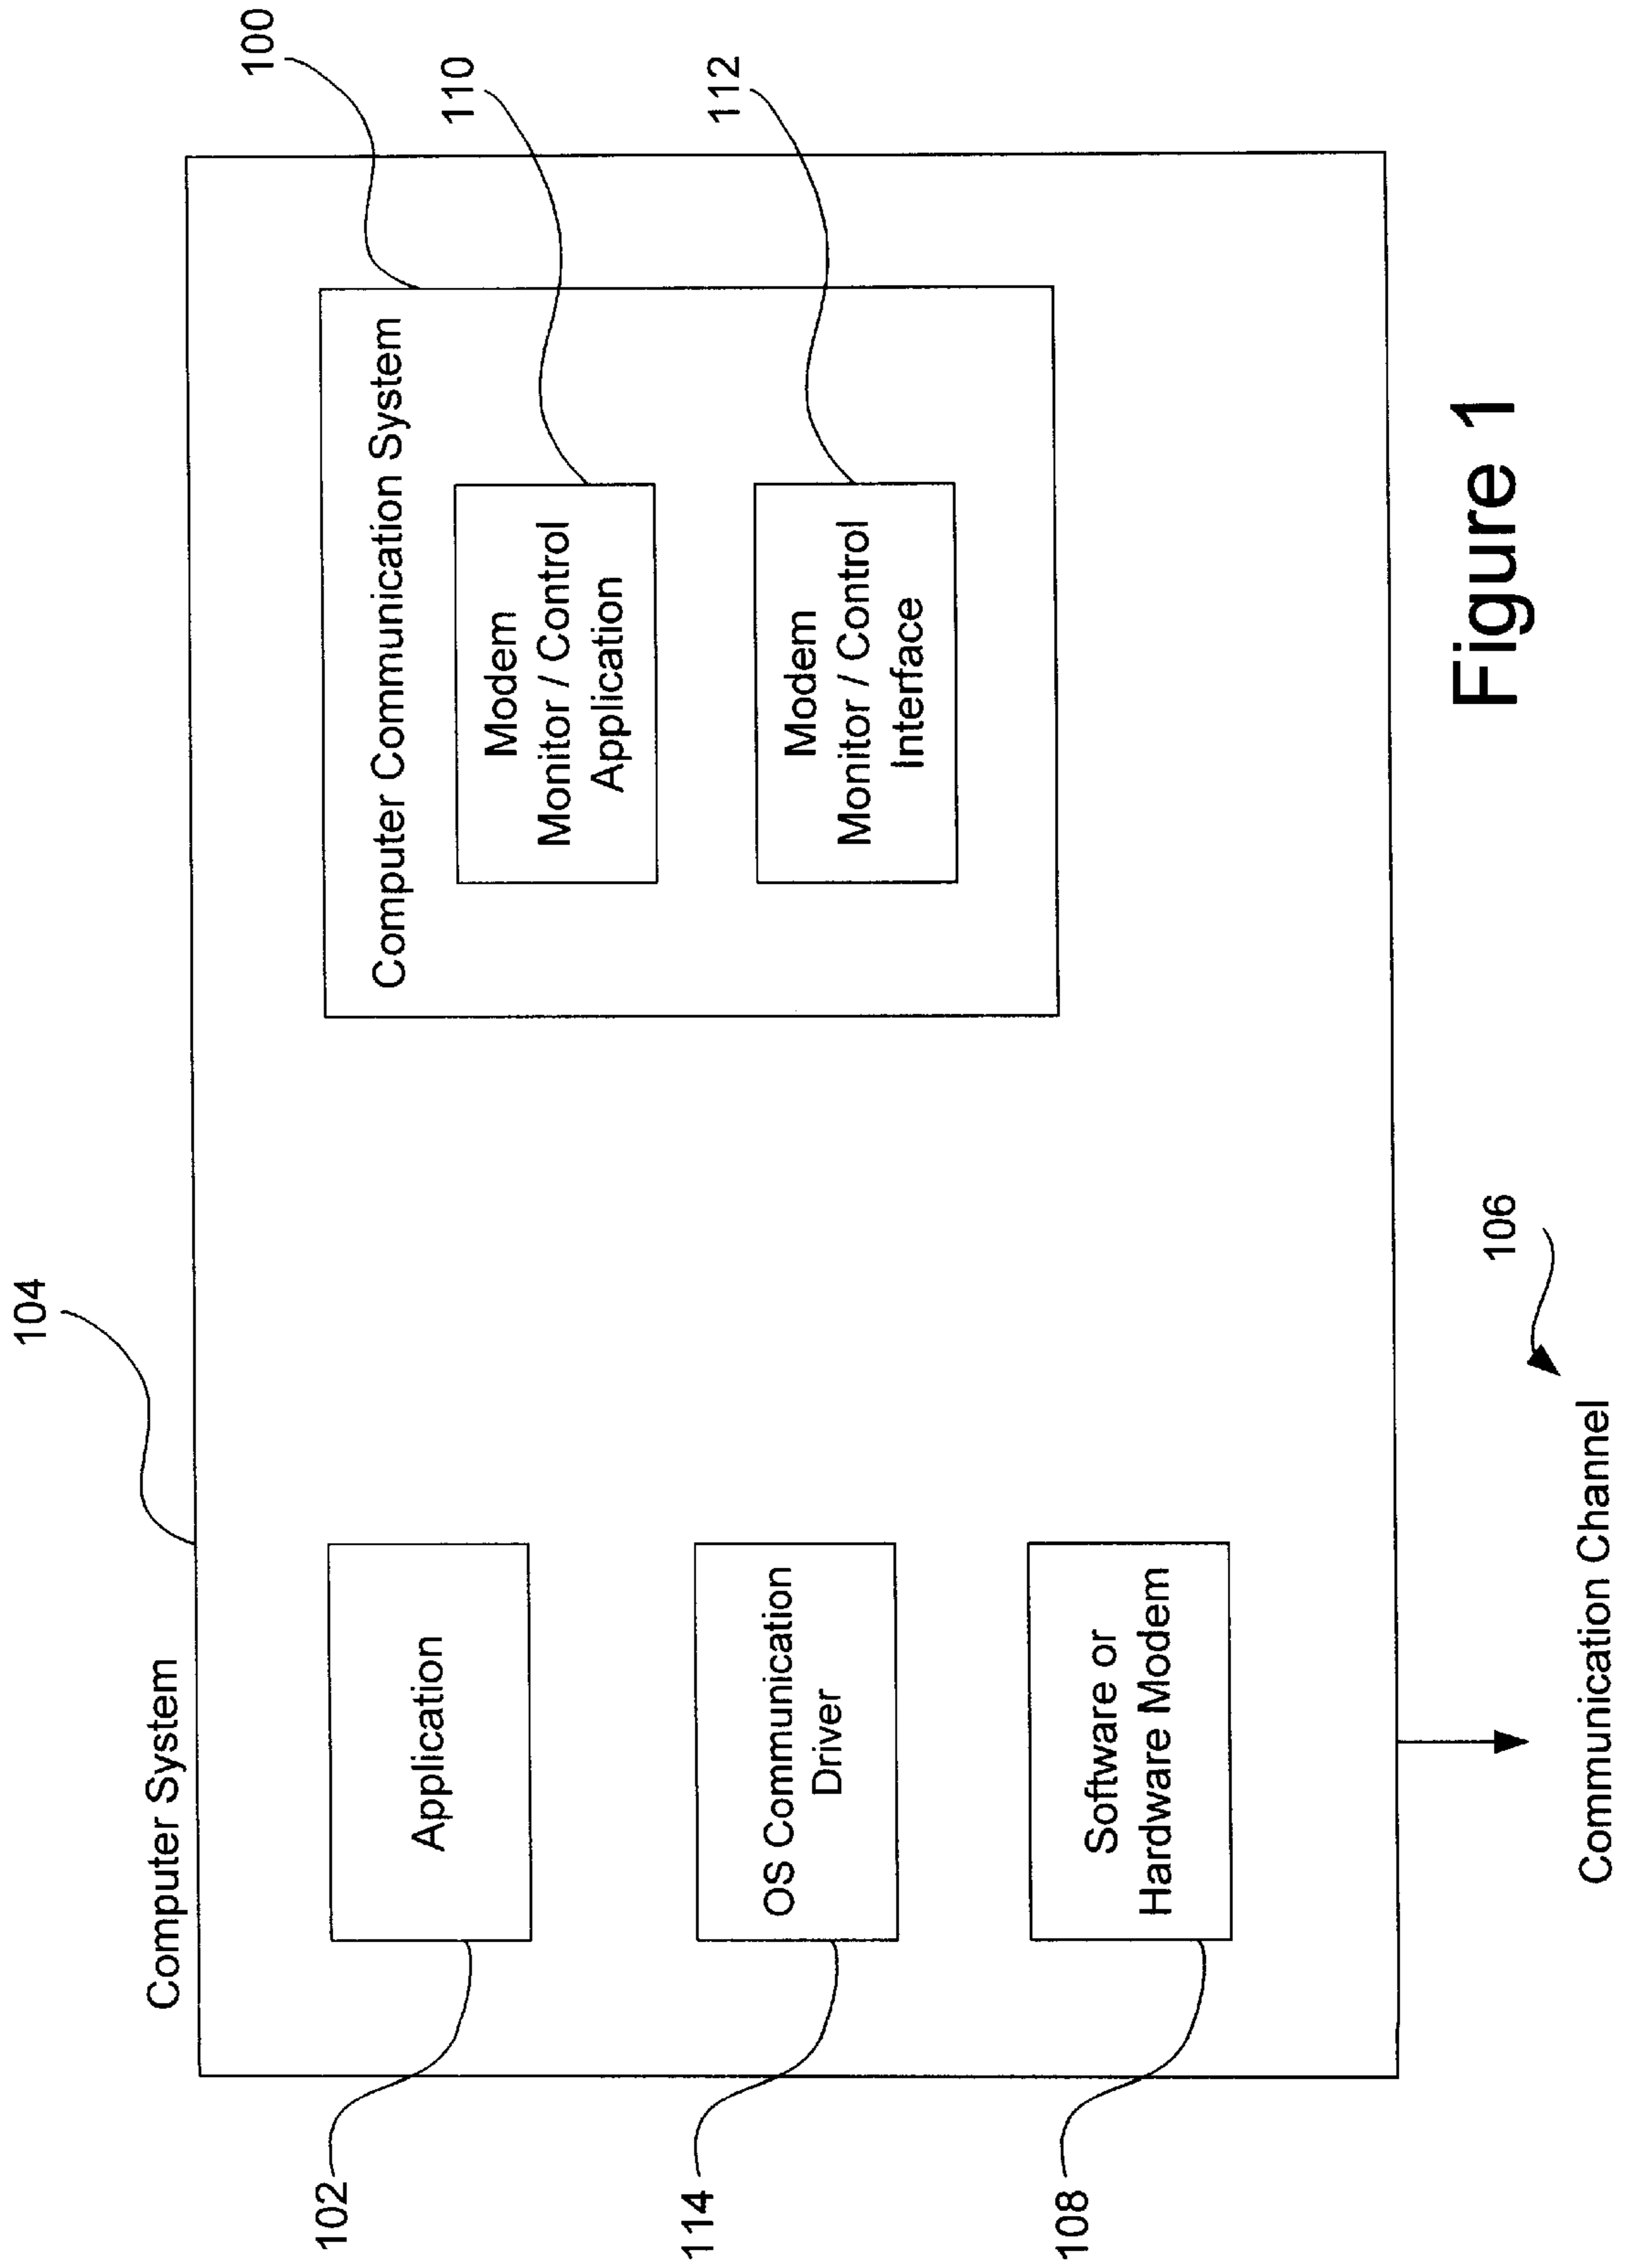 104
Computer System
100
Computer Communication System
110
Modem
Monitor / Control
Application
112
Modem
Monitor / Control
Interface
102
Application
114
OS Communication
Driver
108
Software or
Hardware Modem
106
Communication Channel
Figure 1